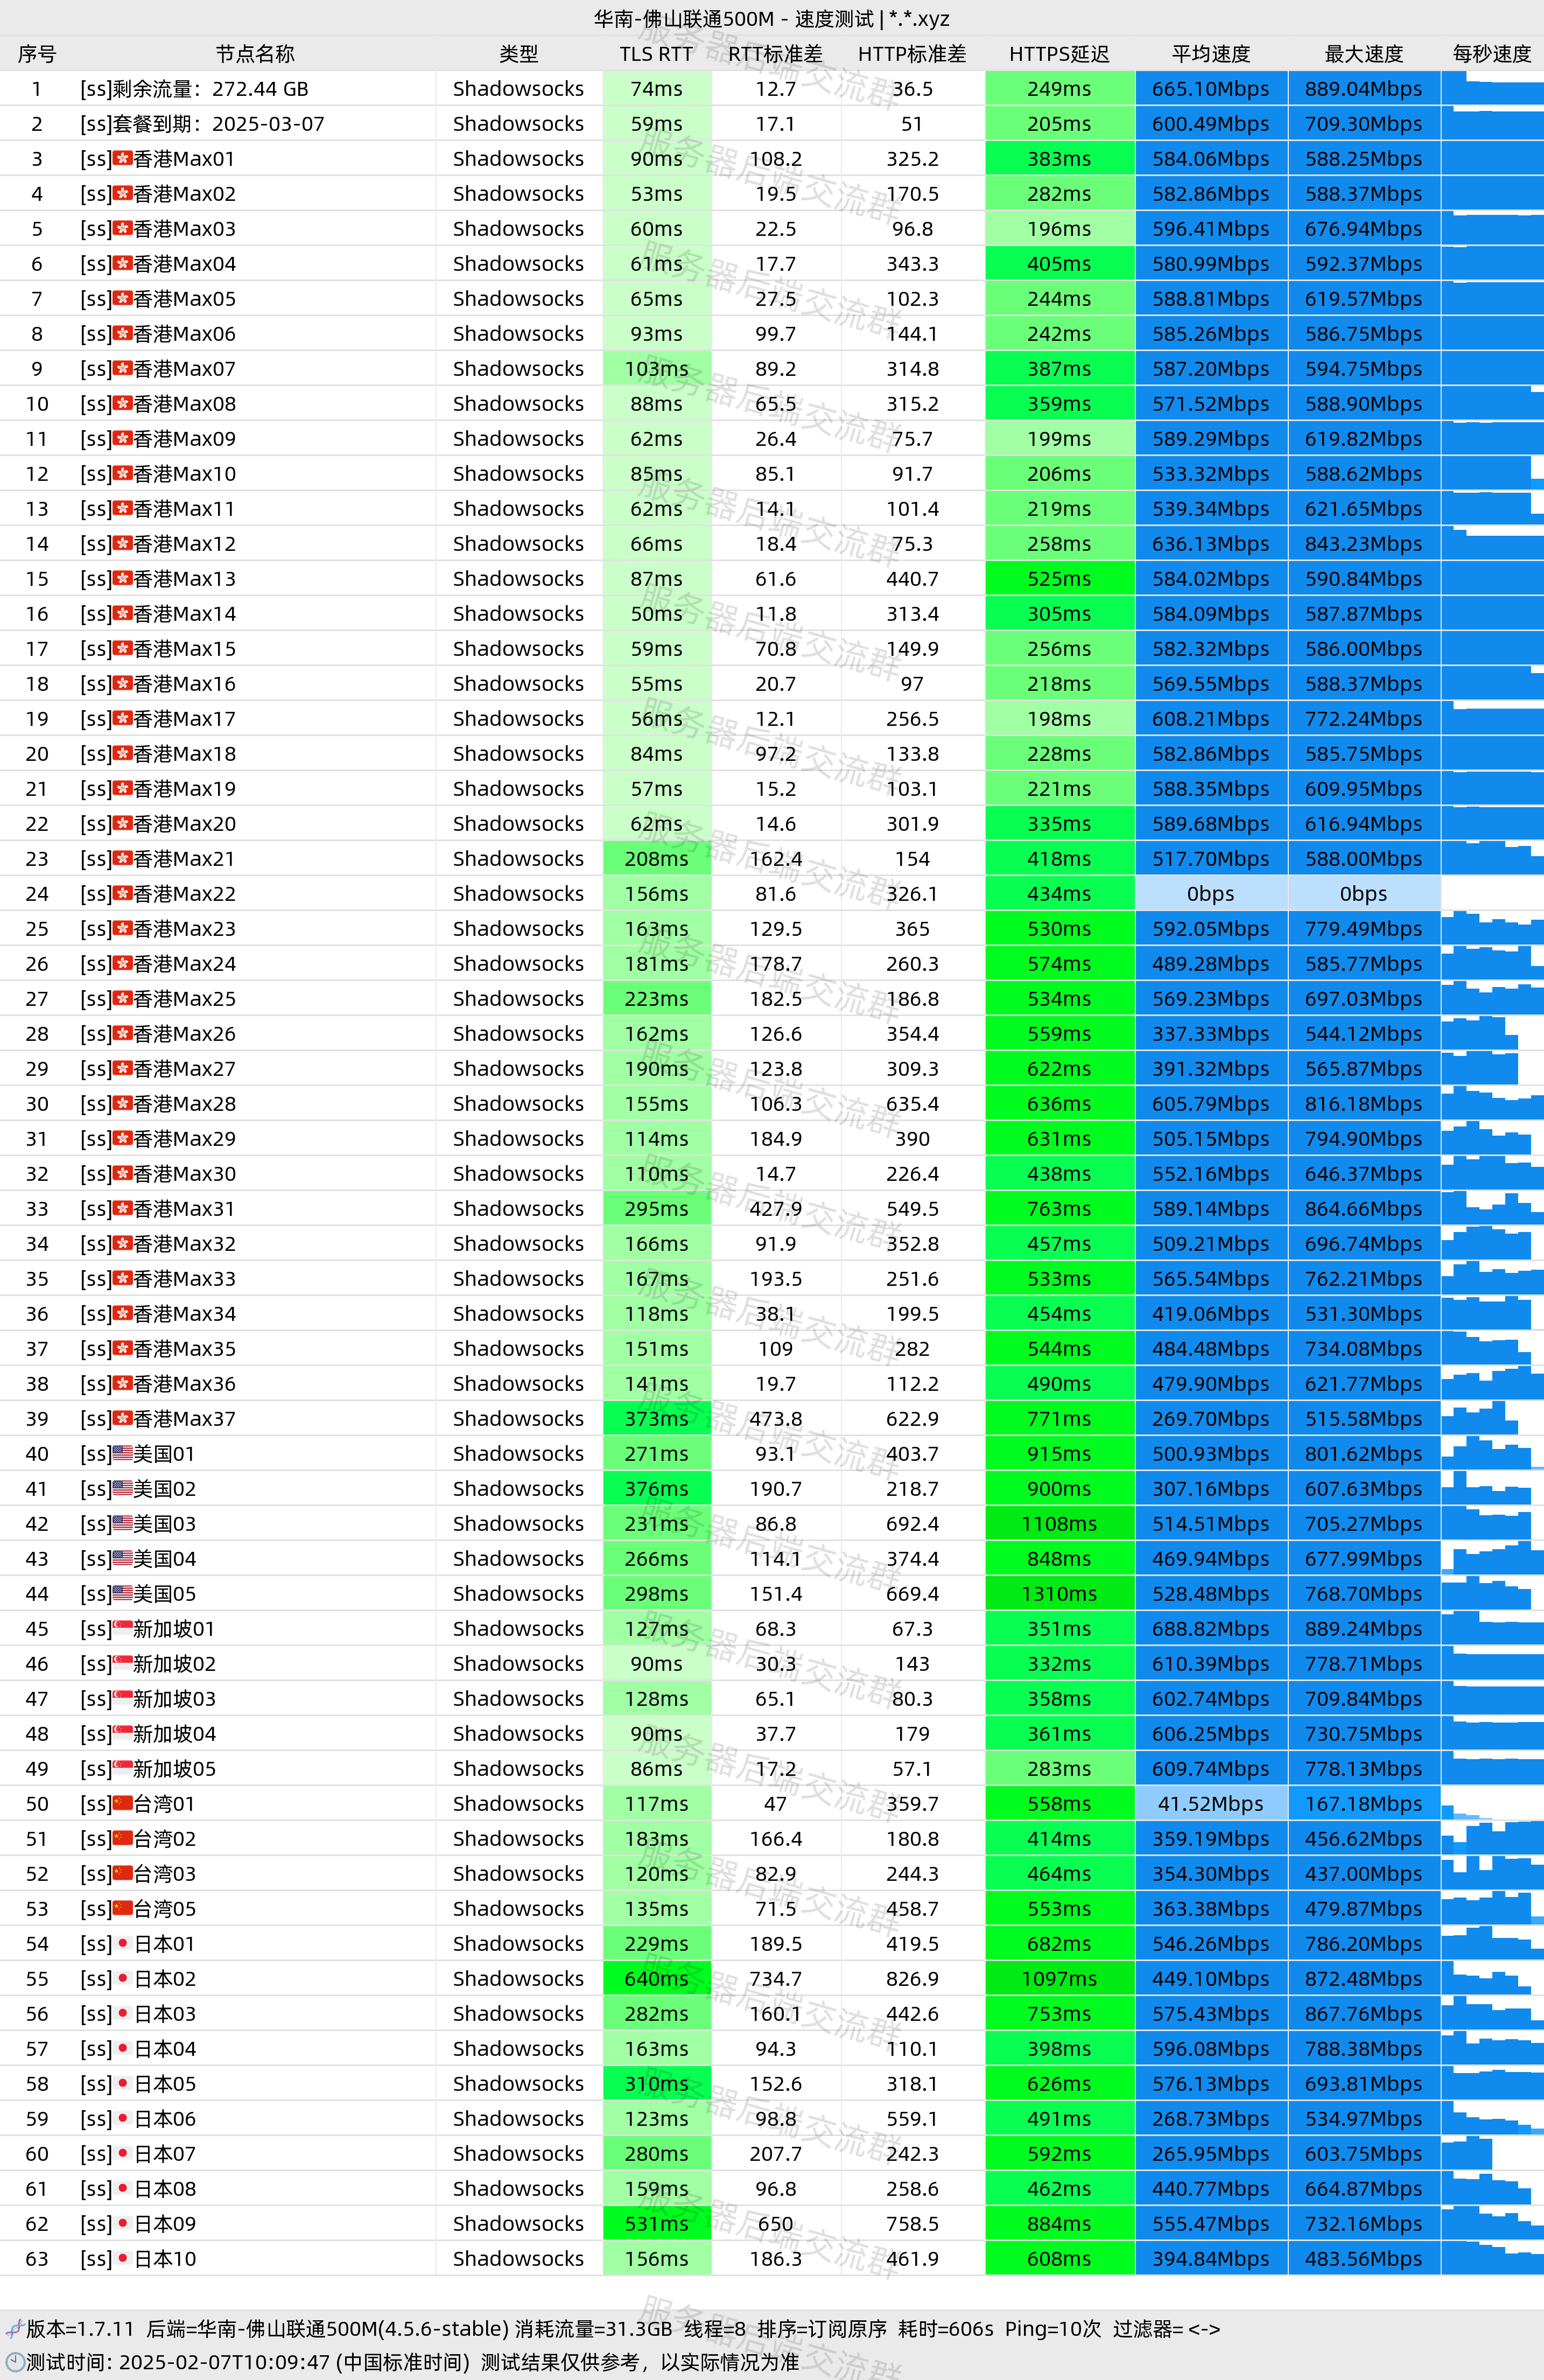 华南-佛山联通500M - 速度测试 | *.*.xyz
序号 节点名称 类型 TLS RTT RTT标准差 HTTP标准差 HTTPS延迟 平均速度 最大速度 每秒速度
1 [ss]剩余流量：272.44 GB Shadowsocks 74ms 12.7 36.5 249ms 665.10Mbps 889.04Mbps
2 [ss]套餐到期：2025-03-07 Shadowsocks 59ms 17.1 51 205ms 600.49Mbps 709.30Mbps
3 [ss]🇭🇰香港Max01 Shadowsocks 90ms 108.2 325.2 383ms 584.06Mbps 588.25Mbps
4 [ss]🇭🇰香港Max02 Shadowsocks 53ms 19.5 170.5 282ms 582.86Mbps 588.37Mbps
5 [ss]🇭🇰香港Max03 Shadowsocks 60ms 22.5 96.8 196ms 596.41Mbps 676.94Mbps
6 [ss]🇭🇰香港Max04 Shadowsocks 61ms 17.7 343.3 405ms 580.99Mbps 592.37Mbps
7 [ss]🇭🇰香港Max05 Shadowsocks 65ms 27.5 102.3 244ms 588.81Mbps 619.57Mbps
8 [ss]🇭🇰香港Max06 Shadowsocks 93ms 99.7 144.1 242ms 585.26Mbps 586.75Mbps
9 [ss]🇭🇰香港Max07 Shadowsocks 103ms 89.2 314.8 387ms 587.20Mbps 594.75Mbps
10 [ss]🇭🇰香港Max08 Shadowsocks 88ms 65.5 315.2 359ms 571.52Mbps 588.90Mbps
11 [ss]🇭🇰香港Max09 Shadowsocks 62ms 26.4 75.7 199ms 589.29Mbps 619.82Mbps
12 [ss]🇭🇰香港Max10 Shadowsocks 85ms 85.1 91.7 206ms 533.32Mbps 588.62Mbps
13 [ss]🇭🇰香港Max11 Shadowsocks 62ms 14.1 101.4 219ms 539.34Mbps 621.65Mbps
14 [ss]🇭🇰香港Max12 Shadowsocks 66ms 18.4 75.3 258ms 636.13Mbps 843.23Mbps
15 [ss]🇭🇰香港Max13 Shadowsocks 87ms 61.6 440.7 525ms 584.02Mbps 590.84Mbps
16 [ss]🇭🇰香港Max14 Shadowsocks 50ms 11.8 313.4 305ms 584.09Mbps 587.87Mbps
17 [ss]🇭🇰香港Max15 Shadowsocks 59ms 70.8 149.9 256ms 582.32Mbps 586.00Mbps
18 [ss]🇭🇰香港Max16 Shadowsocks 55ms 20.7 97 218ms 569.55Mbps 588.37Mbps
19 [ss]🇭🇰香港Max17 Shadowsocks 56ms 12.1 256.5 198ms 608.21Mbps 772.24Mbps
20 [ss]🇭🇰香港Max18 Shadowsocks 84ms 97.2 133.8 228ms 582.86Mbps 585.75Mbps
21 [ss]🇭🇰香港Max19 Shadowsocks 57ms 15.2 103.1 221ms 588.35Mbps 609.95Mbps
22 [ss]🇭🇰香港Max20 Shadowsocks 62ms 14.6 301.9 335ms 589.68Mbps 616.94Mbps
23 [ss]🇭🇰香港Max21 Shadowsocks 208ms 162.4 154 418ms 517.70Mbps 588.00Mbps
24 [ss]🇭🇰香港Max22 Shadowsocks 156ms 81.6 326.1 434ms 0bps 0bps
25 [ss]🇭🇰香港Max23 Shadowsocks 163ms 129.5 365 530ms 592.05Mbps 779.49Mbps
26 [ss]🇭🇰香港Max24 Shadowsocks 181ms 178.7 260.3 574ms 489.28Mbps 585.77Mbps
27 [ss]🇭🇰香港Max25 Shadowsocks 223ms 182.5 186.8 534ms 569.23Mbps 697.03Mbps
28 [ss]🇭🇰香港Max26 Shadowsocks 162ms 126.6 354.4 559ms 337.33Mbps 544.12Mbps
29 [ss]🇭🇰香港Max27 Shadowsocks 190ms 123.8 309.3 622ms 391.32Mbps 565.87Mbps
30 [ss]🇭🇰香港Max28 Shadowsocks 155ms 106.3 635.4 636ms 605.79Mbps 816.18Mbps
31 [ss]🇭🇰香港Max29 Shadowsocks 114ms 184.9 390 631ms 505.15Mbps 794.90Mbps
32 [ss]🇭🇰香港Max30 Shadowsocks 110ms 14.7 226.4 438ms 552.16Mbps 646.37Mbps
33 [ss]🇭🇰香港Max31 Shadowsocks 295ms 427.9 549.5 763ms 589.14Mbps 864.66Mbps
34 [ss]🇭🇰香港Max32 Shadowsocks 166ms 91.9 352.8 457ms 509.21Mbps 696.74Mbps
35 [ss]🇭🇰香港Max33 Shadowsocks 167ms 193.5 251.6 533ms 565.54Mbps 762.21Mbps
36 [ss]🇭🇰香港Max34 Shadowsocks 118ms 38.1 199.5 454ms 419.06Mbps 531.30Mbps
37 [ss]🇭🇰香港Max35 Shadowsocks 151ms 109 282 544ms 484.48Mbps 734.08Mbps
38 [ss]🇭🇰香港Max36 Shadowsocks 141ms 19.7 112.2 490ms 479.90Mbps 621.77Mbps
39 [ss]🇭🇰香港Max37 Shadowsocks 373ms 473.8 622.9 771ms 269.70Mbps 515.58Mbps
40 [ss]🇺🇸美国01 Shadowsocks 271ms 93.1 403.7 915ms 500.93Mbps 801.62Mbps
41 [ss]🇺🇸美国02 Shadowsocks 376ms 190.7 218.7 900ms 307.16Mbps 607.63Mbps
42 [ss]🇺🇸美国03 Shadowsocks 231ms 86.8 692.4 1108ms 514.51Mbps 705.27Mbps
43 [ss]🇺🇸美国04 Shadowsocks 266ms 114.1 374.4 848ms 469.94Mbps 677.99Mbps
44 [ss]🇺🇸美国05 Shadowsocks 298ms 151.4 669.4 1310ms 528.48Mbps 768.70Mbps
45 [ss]🇸🇬新加坡01 Shadowsocks 127ms 68.3 67.3 351ms 688.82Mbps 889.24Mbps
46 [ss]🇸🇬新加坡02 Shadowsocks 90ms 30.3 143 332ms 610.39Mbps 778.71Mbps
47 [ss]🇸🇬新加坡03 Shadowsocks 128ms 65.1 80.3 358ms 602.74Mbps 709.84Mbps
48 [ss]🇸🇬新加坡04 Shadowsocks 90ms 37.7 179 361ms 606.25Mbps 730.75Mbps
49 [ss]🇸🇬新加坡05 Shadowsocks 86ms 17.2 57.1 283ms 609.74Mbps 778.13Mbps
50 [ss]🇨🇳台湾01 Shadowsocks 117ms 47 359.7 558ms 41.52Mbps 167.18Mbps
51 [ss]🇨🇳台湾02 Shadowsocks 183ms 166.4 180.8 414ms 359.19Mbps 456.62Mbps
52 [ss]🇨🇳台湾03 Shadowsocks 120ms 82.9 244.3 464ms 354.30Mbps 437.00Mbps
53 [ss]🇨🇳台湾05 Shadowsocks 135ms 71.5 458.7 553ms 363.38Mbps 479.87Mbps
54 [ss]🇯🇵日本01 Shadowsocks 229ms 189.5 419.5 682ms 546.26Mbps 786.20Mbps
55 [ss]🇯🇵日本02 Shadowsocks 640ms 734.7 826.9 1097ms 449.10Mbps 872.48Mbps
56 [ss]🇯🇵日本03 Shadowsocks 282ms 160.1 442.6 753ms 575.43Mbps 867.76Mbps
57 [ss]🇯🇵日本04 Shadowsocks 163ms 94.3 110.1 398ms 596.08Mbps 788.38Mbps
58 [ss]🇯🇵日本05 Shadowsocks 310ms 152.6 318.1 626ms 576.13Mbps 693.81Mbps
59 [ss]🇯🇵日本06 Shadowsocks 123ms 98.8 559.1 491ms 268.73Mbps 534.97Mbps
60 [ss]🇯🇵日本07 Shadowsocks 280ms 207.7 242.3 592ms 265.95Mbps 603.75Mbps
61 [ss]🇯🇵日本08 Shadowsocks 159ms 96.8 258.6 462ms 440.77Mbps 664.87Mbps
62 [ss]🇯🇵日本09 Shadowsocks 531ms 650 758.5 884ms 555.47Mbps 732.16Mbps
63 [ss]🇯🇵日本10 Shadowsocks 156ms 186.3 461.9 608ms 394.84Mbps 483.56Mbps
🧬版本=1.7.11 后端=华南-佛山联通500M(4.5.6-stable) 消耗流量=31.3GB 线程=8 排序=订阅原序 耗时=606s Ping=10次 过滤器= <->
🕙测试时间: 2025-02-07T10:09:47 (中国标准时间) 测试结果仅供参考，以实际情况为准
服务器后端交流群